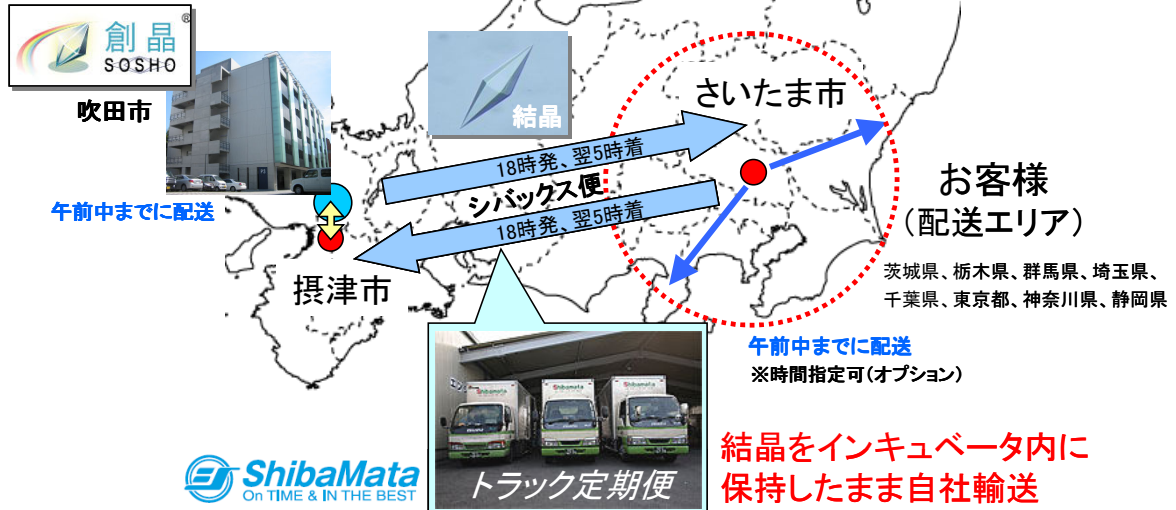 創晶®
SOSHO
吹田市
午前中までに配送
結晶
さいたま市
18時発、翌5時着
シバックス便
18時発、翌5時着
摂津市
お客様
（配送エリア）
茨城県、栃木県、群馬県、埼玉県、
千葉県、東京都、神奈川県、静岡県
午前中までに配送
※時間指定可（オプション）
Shibamata
Shibamata
Shibamata
トラック定期便
ShibaMata
On TIME & IN THE BEST
結晶をインキュベータ内に
保持したまま自社輸送